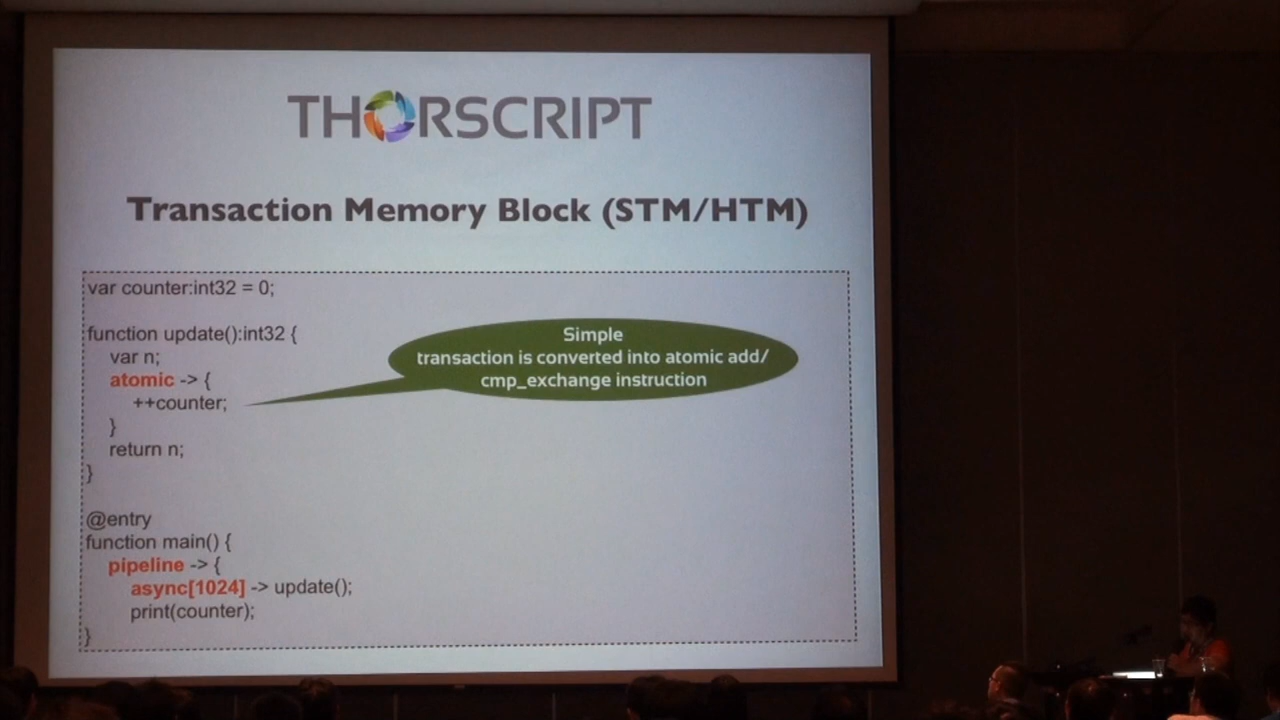 THORSCRIPT
Transaction Memory Block (STM/HTM)
var counter:int32 = 0;
function update():int32 {
var n;
atomic -> {
++counter;
}
return n;
}
Simple
transaction is converted into atomic add/
cmp_exchange instruction
@entry
function main() {
pipeline -> {
async[1024] -> update();
print(counter);
}